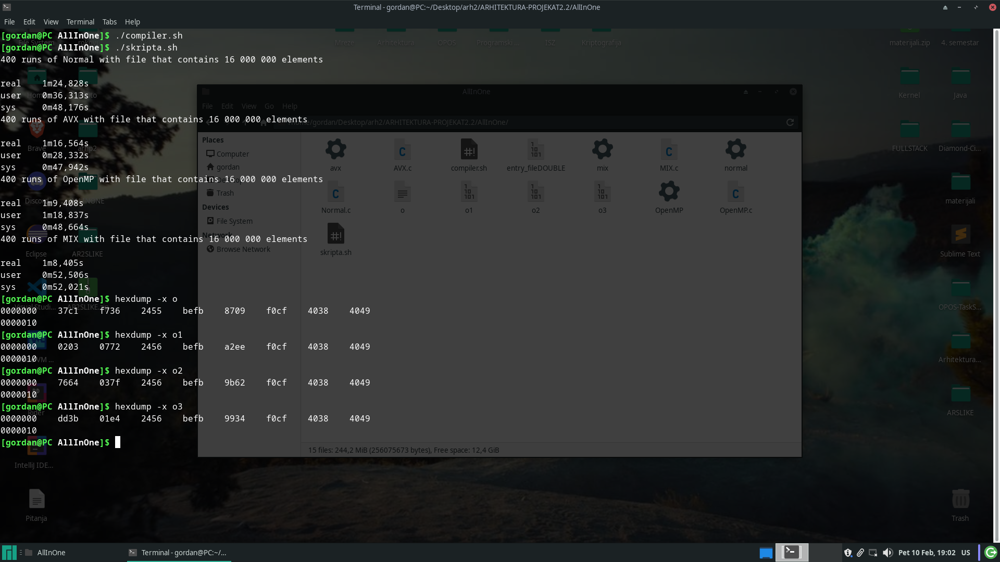 Terminal - gordan@PC:~/Desktop/arh2/ARHITEKTURA-PROJEKAT2.2/AllInOne
File Edit View Terminal Tabs Help
[gordan@PC AllInOne]$ ./compiler.sh
[gordan@PC AllInOne]$ ./skripta.sh
400 runs of Normal with file that contains 16 000 000 elements
real 1m24,828s
user 0m36,313s
sys 0m48,176s
400 runs of AVX with file that contains 16 000 000 elements
real 1m16,564s
user 0m28,332s
sys 0m47,942s
400 runs of OpenMP with file that contains 16 000 000 elements
real 1m9,408s
user 1m18,837s
sys 0m48,664s
400 runs of MIX with file that contains 16 000 000 elements
real 1m8,405s
user 0m52,506s
sys 0m52,021s
[gordan@PC AllInOne]$ hexdump -x o
0000000 37c1 f736 2455 befb 8709 f0cf 4038 4049
0000010
[gordan@PC AllInOne]$ hexdump -x o1
0000000 0203 0772 2456 befb a2ee f0cf 4038 4049
0000010
[gordan@PC AllInOne]$ hexdump -x o2
0000000 7664 037f 2456 befb 9b62 f0cf 4038 4049
0000010
[gordan@PC AllInOne]$ hexdump -x o3
0000000 dd3b 01e4 2456 befb 9934 f0cf 4038 4049
0000010
[gordan@PC AllInOne]$
AllInOne
File Edit View Go Help
/home/gordan/Desktop/arh2/ARHITEKTURA-PROJEKAT2.2/AllInOne/
Places
Computer
gordan
Desktop
Trash
Devices
File System
Network
Browse Network
avx AVX.c compiler.sh entry_fileDOUBLE mix MIX.c normal
Normal.c o o1 o2 o3 OpenMP OpenMP.c
skripta.sh
15 files: 244,2 MiB (256075673 bytes), Free space: 12,4 GiB
File System
Mreze Arhitektura OPOS Programski ... ISZ Kriptografija materijali.zip 4. semestar
Kernel Java
Brave arhp2 FULLSTACK Diamond-Ci...
Discord materijali
Eclipse AR2SLIKE Sublime Text
Visual Studi... AR2SLIKE.zip OPOS-TaskS...
Arhitektura...
Rider ARSLIKE
IntelliJ IDE...
Pitanja Trash
AllInOne Terminal - gordan@PC:~/... Pet 10 Feb, 19:02 US